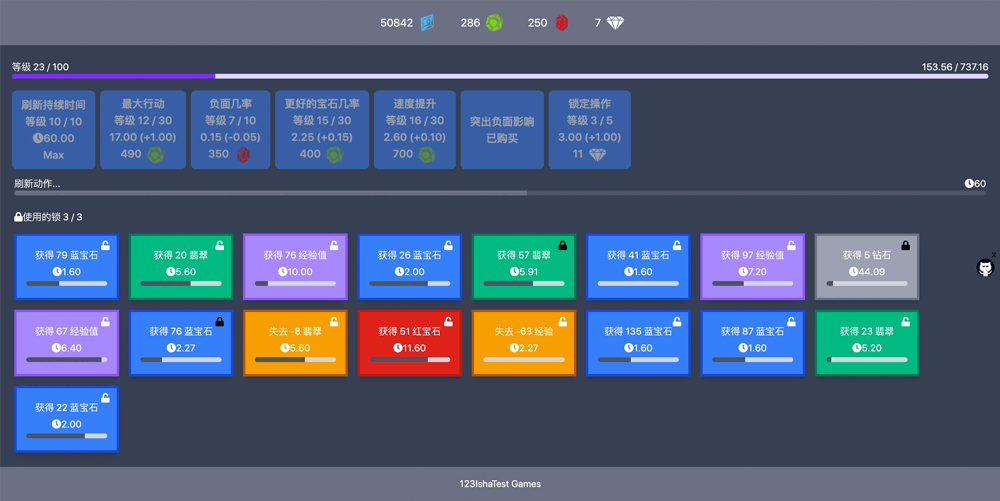 50842 286 250 7
等级 23 / 100 153.56 / 737.16
刷新持续时间
等级 10 / 10
60.00
Max
最大行动
等级 12 / 30
17.00 (+1.00)
490
负面几率
等级 7 / 10
0.15 (-0.05)
350
更好的宝石几率
等级 15 / 30
2.25 (+0.15)
400
速度提升
等级 16 / 30
2.60 (+0.10)
700
突出负面影响
已购买
锁定操作
等级 3 / 5
3.00 (+1.00)
11
刷新动作... 60
使用的锁 3 / 3
获得 79 蓝宝石
1.60
获得 20 翡翠
5.60
获得 76 经验值
10.00
获得 26 蓝宝石
2.00
获得 57 翡翠
5.91
获得 41 蓝宝石
1.60
获得 97 经验值
7.20
获得 5 钻石
44.09
x
获得 67 经验值
6.40
获得 76 蓝宝石
2.27
失去 -8 翡翠
5.60
获得 51 红宝石
11.60
失去 -63 经验
2.27
获得 135 蓝宝石
1.60
获得 87 蓝宝石
1.60
获得 23 翡翠
5.20
获得 22 蓝宝石
2.00
123IshaTest Games